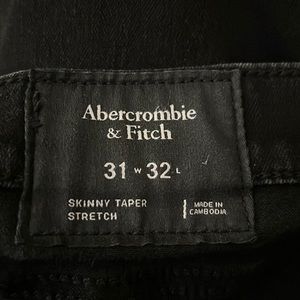 Abercrombie
& Fitch
31 W 32 L
SKINNY TAPER
STRETCH
MADE IN
CAMBODIA